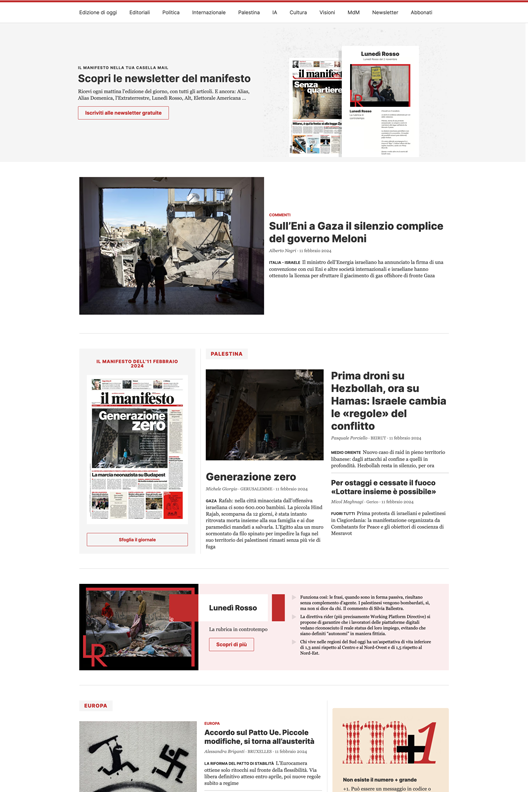 Edizione di oggi Editoriali Politica Internazionale Palestina IA Cultura Visioni MdM Newsletter Abbonati
IL MANIFESTO NELLA TUA CASELLA MAIL
Scopri le newsletter del manifesto
Ricevi ogni mattina l'edizione del giorno, con tutti gli articoli. E ancora: Alias,
Alias Domenica, l'Extraterrestre, Lunedì Rosso, Alt, Elettorale Americana ...
Iscriviti alle newsletter gratuite
il manifesto
Senza quartiere
Lunedì Rosso
COMMENTI
Sull'Eni a Gaza il silenzio complice
del governo Meloni
Alberto Negri · 11 febbraio 2024
ITALIA - ISRAELE Il ministro dell'Energia israeliano ha annunciato la firma di una
convenzione con cui Eni e altre società internazionali e israeliane hanno
ottenuto la licenza per sfruttare il giacimento di gas offshore di fronte Gaza
IL MANIFESTO DELL'11 FEBBRAIO
2024
il manifesto
Generazione
zero
La marcia neonazista su Budapest
Sfoglia il giornale
PALESTINA
Generazione zero
Michele Giorgio · GERUSALEMME · 11 febbraio 2024
GAZA Rafah: nella città minacciata dall'offensiva
israeliana ci sono 600.000 bambini. La piccola Hind
Rajab, scomparsa da 12 giorni, è stata intanto
ritrovata morta insieme alla sua famiglia e ai due
paramedici mandati a salvarla. L'Egitto alza un muro
sormontato da filo spinato per impedire la fuga nel
suo territorio dei palestinesi rimasti senza più vie di
fuga
Prima droni su
Hezbollah, ora su
Hamas: Israele cambia
le «regole» del
conflitto
Pasquale Porciello · BEIRUT · 11 febbraio 2024
MEDIO ORIENTE Nuovo caso di raid in pieno territorio
libanese: dagli attacchi al confine a quelli in
profondità. Hezbollah resta in silenzio, per ora
Per ostaggi e cessate il fuoco
«Lottare insieme è possibile»
11 febbraio 2024
FUORI TUTTI Prima protesta di israeliani e palestinesi
in Cisgiordania: la manifestazione organizzata da
Combatants for Peace e gli obiettori di coscienza di
Mesarvot
Lunedì Rosso
La rubrica in controtempo
Scopri di più
LR
Funziona così: le frasi, quando sono in forma passiva, risultano
senza complemento d'agente. I palestinesi vengono bombardati, sì,
ma non si dice da chi. Il commento di Silvia Ballestra.
La direttiva rider (più precisamente Working Platform Directive) si
propone di garantire che i lavoratori delle piattaforme digitali
vedano riconosciuto il reale status del loro impiego, evitando che
siano definiti "autonomi" in maniera fittizia.
Chi vive nelle regioni del Sud oggi ha un'aspettativa di vita inferiore
di 1,3 anni rispetto al Centro e al Nord-Ovest e di 1,5 rispetto al
Nord-Est.
EUROPA
EUROPA
Accordo sul Patto Ue. Piccole
modifiche, si torna all'austerità
Alessandra Briganti · BRUXELLES · 11 febbraio 2024
LA RIFORMA DEL PATTO DI STABILITÀ L'Eurocamera
ottiene solo ritocchi sul fronte della flessibilità. Via
libera definitivo atteso entro aprile, poi nuove regole
subito a regime
m+1
Non esiste il numero + grande
+1. Può essere un messaggio in codice o